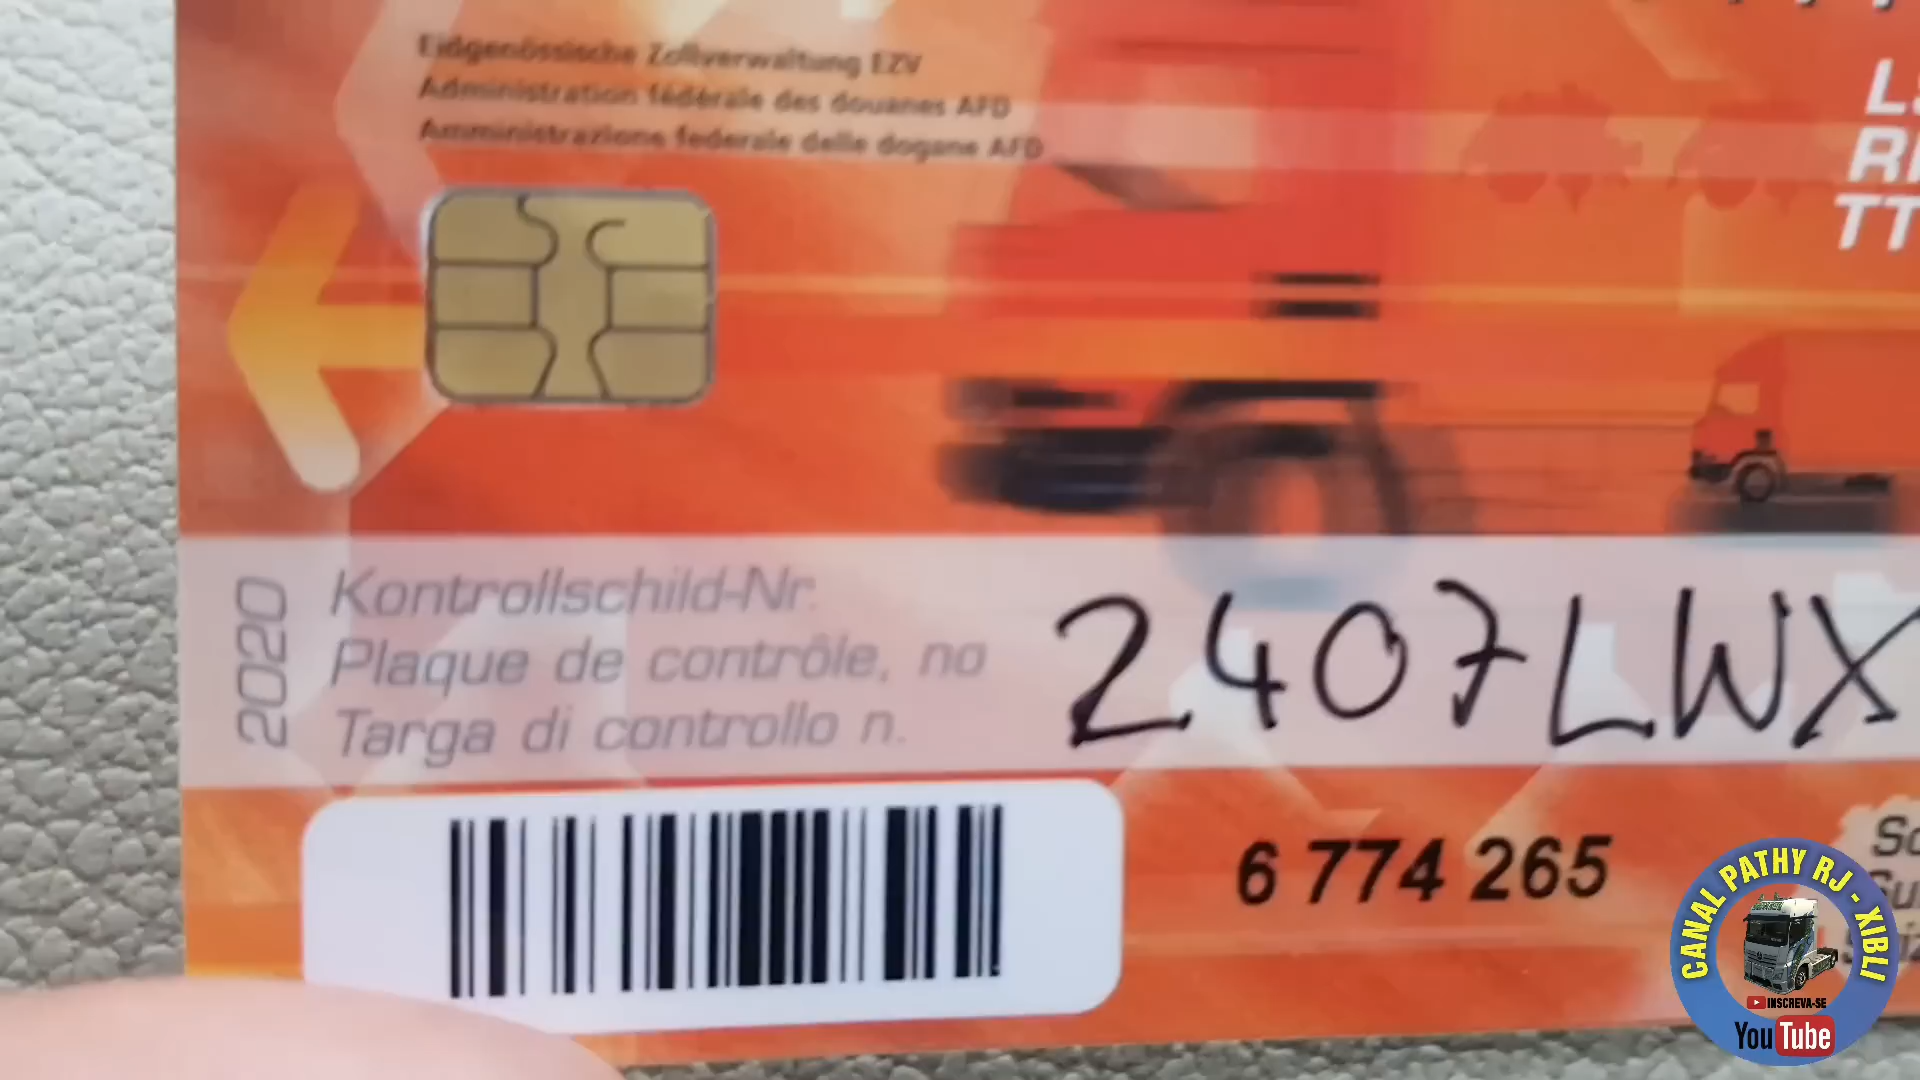 Eidgenössische Zollverwaltung EZV
Administration fédérale des douanes AFD
Amministrazione federale delle dogane AFD
2020
Kontrollschild-Nr.
Plaque de contrôle, no
Targa di controllo n.
2407LWX
6 774 265
CANAL PATHY RJ - XIBLI
INSCREVA-SE
YouTube